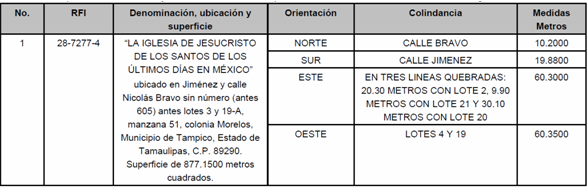 No.
RFI
Denominación, ubicación y
superficie
Orientación
Colindancia
Medidas
Metros
1
28-7277-4
“LA IGLESIA DE JESUCRISTO
DE LOS SANTOS DE LOS
ÚLTIMOS DÍAS EN MÉXICO”
ubicado en Jiménez y calle
Nicolás Bravo sin número (antes
605) antes lotes 3 y 19-A,
manzana 51, colonia Morelos,
Municipio de Tampico, Estado de
Tamaulipas, C.P. 89290.
Superficie de 877.1500 metros
cuadrados.
NORTE
CALLE BRAVO
10.2000
SUR
CALLE JIMENEZ
19.8800
ESTE
EN TRES LINEAS QUEBRADAS:
20.30 METROS CON LOTE 2, 9.90
METROS CON LOTE 21 Y 30.10
METROS CON LOTE 20
60.3000
OESTE
LOTES 4 Y 19
60.3500